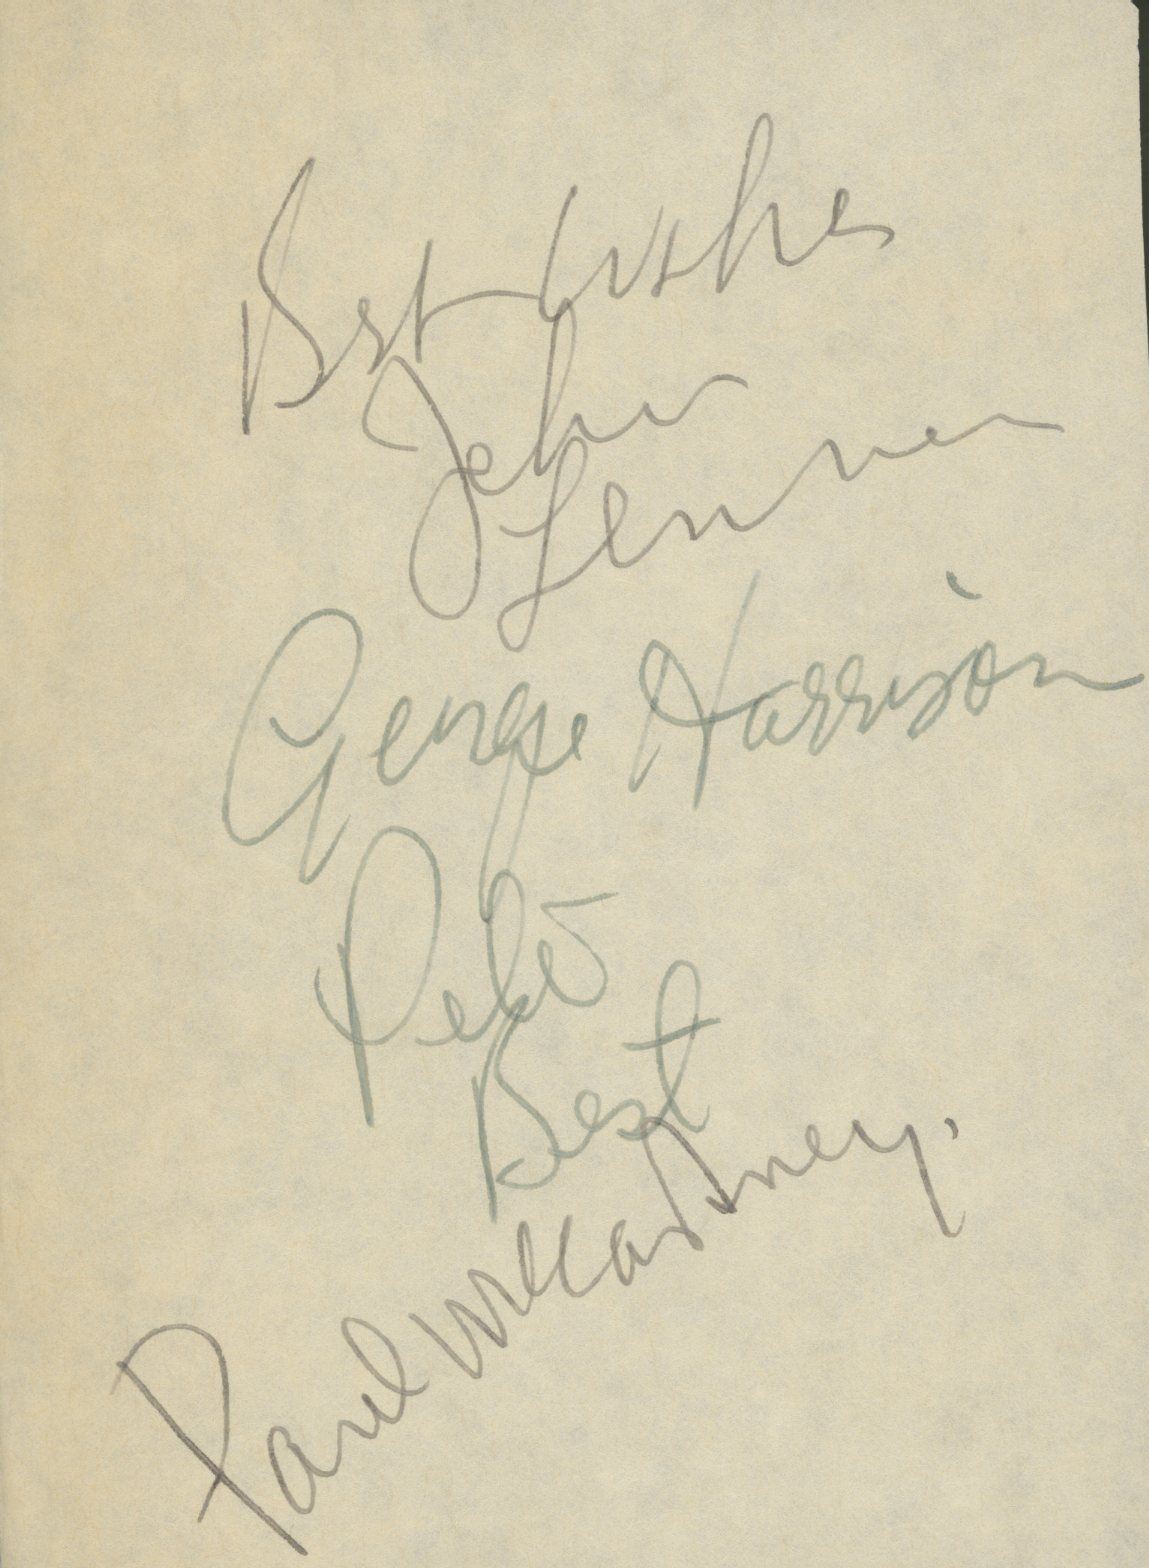 Best wishes
John
Lennon
George Harrison
Pete
Best
Paul McCartney.